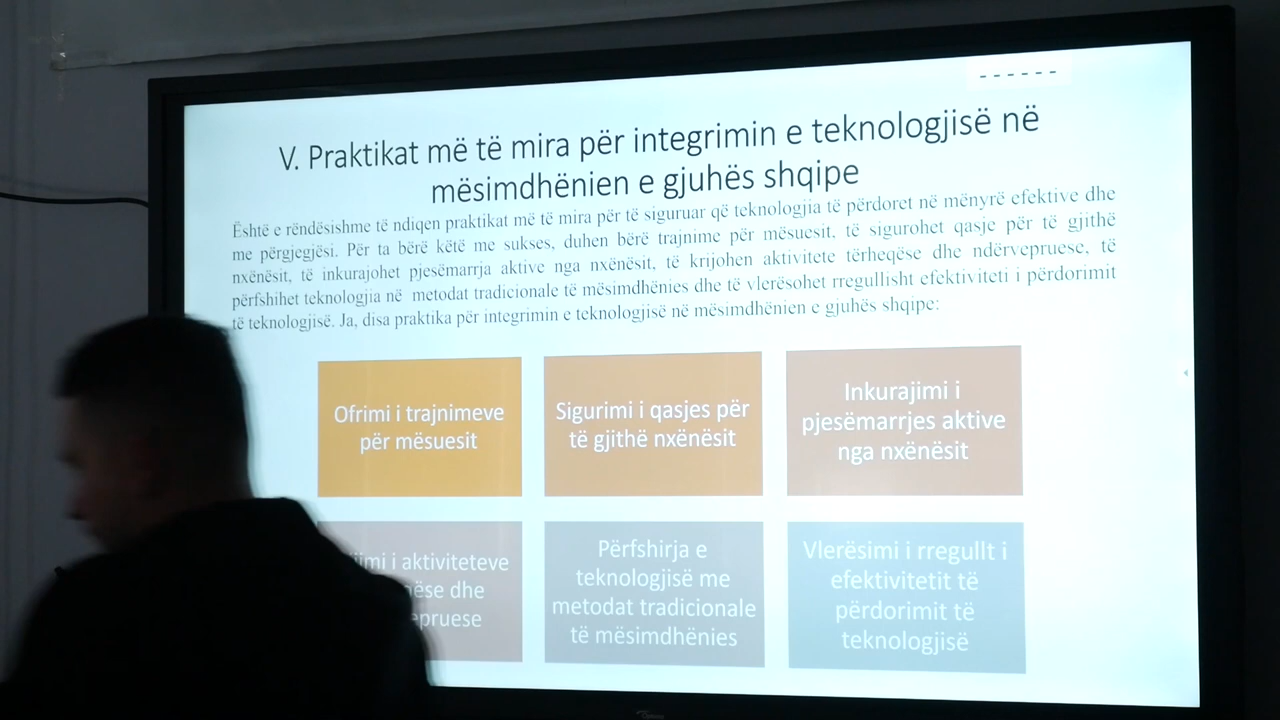 - - - - - -
V. Praktikat më të mira për integrimin e teknologjisë në
mësimdhënien e gjuhës shqipe
Është e rëndësishme të ndiqen praktikat më të mira për të siguruar që teknologjia të përdoret në mënyrë efektive dhe
me përgjegjësi. Për ta bërë këtë me sukses, duhen bërë trajnime për mësuesit, të sigurohet qasje për të gjithë
nxënësit, të inkurajohet pjesëmarrja aktive nga nxënësit, të krijohen aktivitete tërheqëse dhe ndërvepruese, të
përfshihet teknologjia në metodat tradicionale të mësimdhënies dhe të vlerësohet rregullisht efektiviteti i përdorimit
të teknologjisë. Ja, disa praktika për integrimin e teknologjisë në mësimdhënien e gjuhës shqipe:
Ofrimi i trajnimeve
për mësuesit
Sigurimi i qasjes për
të gjithë nxënësit
Inkurajimi i
pjesëmarrjes aktive
nga nxënësit
i aktiviteteve
dhe
Përfshirja e
teknologjisë me
metodat tradicionale
të mësimdhënies
Vlerësimi i rregullt i
efektivitetit të
përdorimit të
teknologjisë